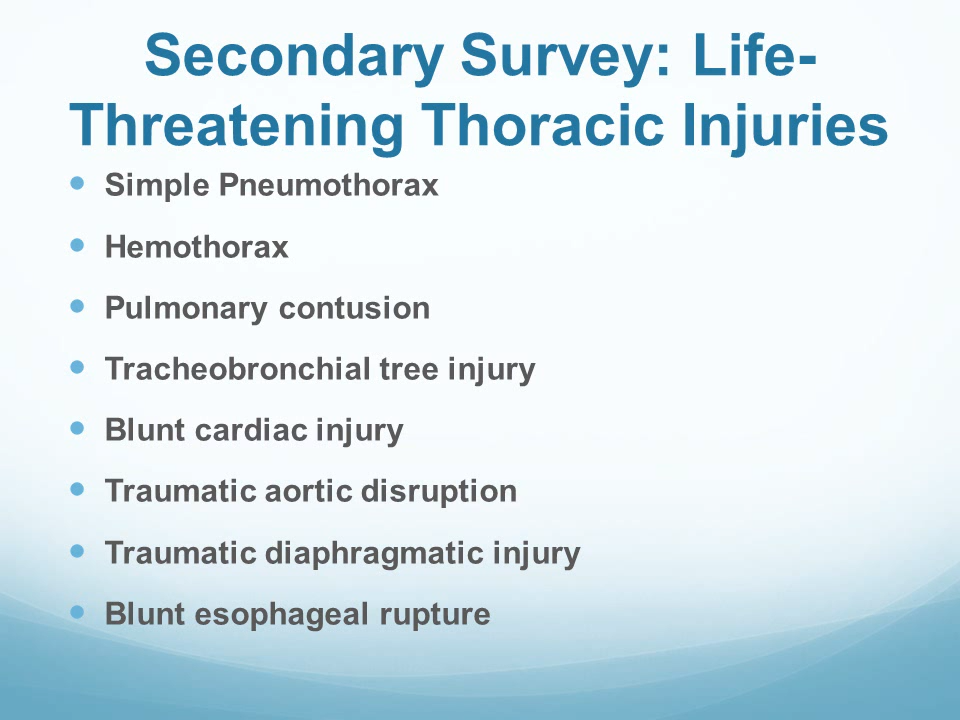 Secondary Survey: Life-
Threatening Thoracic Injuries
• Simple Pneumothorax
• Hemothorax
• Pulmonary contusion
• Tracheobronchial tree injury
• Blunt cardiac injury
• Traumatic aortic disruption
• Traumatic diaphragmatic injury
• Blunt esophageal rupture